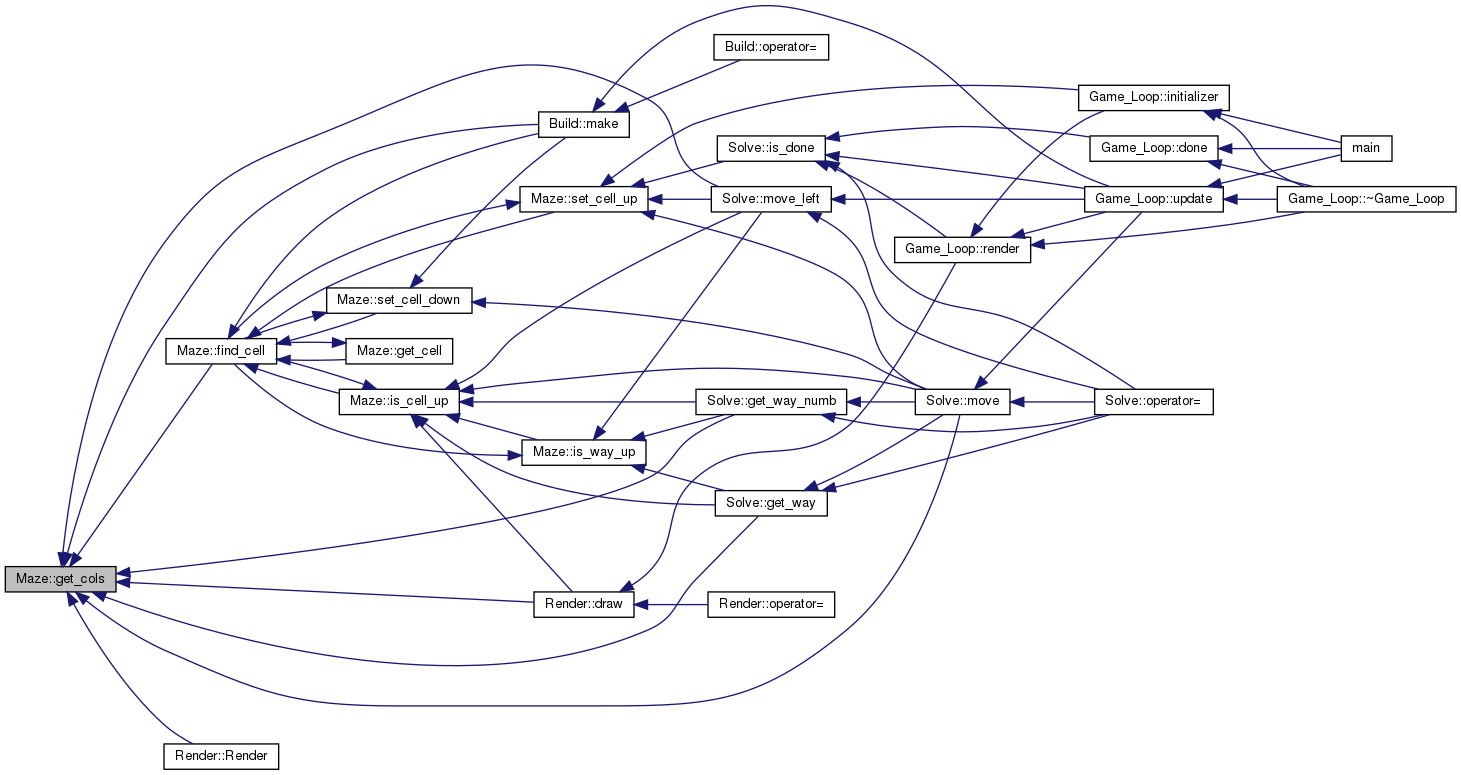 Build::operator=
Game_Loop::initializer
Build::make
Solve::is_done
Game_Loop::done
main
Maze::set_cell_up
Solve::move_left
Game_Loop::update
Game_Loop::~Game_Loop
Game_Loop::render
Maze::set_cell_down
Maze::find_cell
Maze::get_cell
Maze::is_cell_up
Solve::get_way_numb
Solve::move
Solve::operator=
Maze::is_way_up
Solve::get_way
Maze::get_cols
Render::draw
Render::operator=
Render::Render